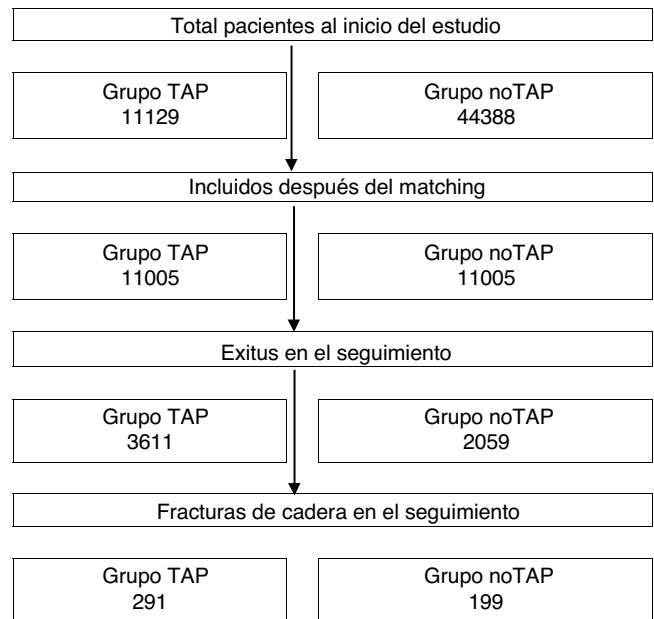 Total pacientes al inicio del estudio
Grupo TAP
11129
Grupo noTAP
44388
Incluidos después del matching
Grupo TAP
11005
Grupo noTAP
11005
Exitus en el seguimiento
Grupo TAP
3611
Grupo noTAP
2059
Fracturas de cadera en el seguimiento
Grupo TAP
291
Grupo noTAP
199